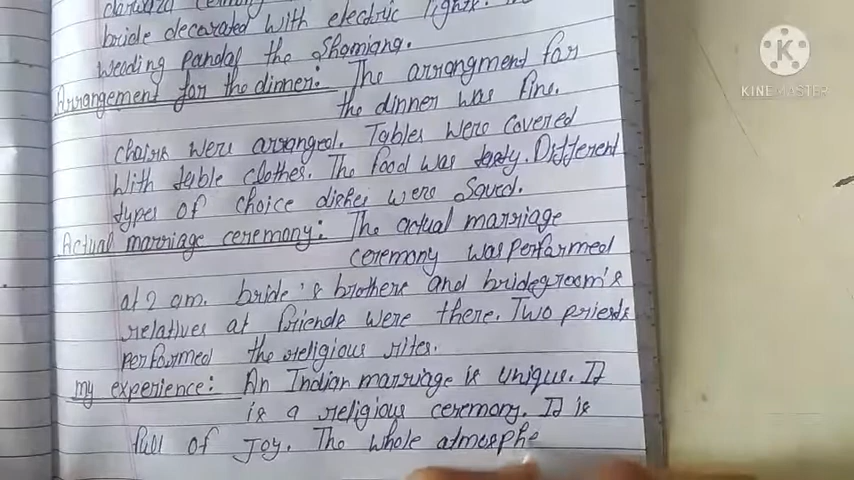 bride decorated with electric lights.
weading pandal the Shomiang.
Arrangement for the dinner: The arrangment for
the dinner was fine.
chairs were arranged. Tables were covered
with table clothes. The food was tasty. Different
types of choice dishes were Saved.
Actual marriage ceremony: The actual marriage
ceremony was performed
at 2 am. bride's brothers and bridegroom's
relatives at friends were there. Two priests
performed the religious rites.
my experience: An Indian marriage is unique. It
is a religious ceremony. It is
full of Joy. The whole atmosphe
K
KINEMASTER